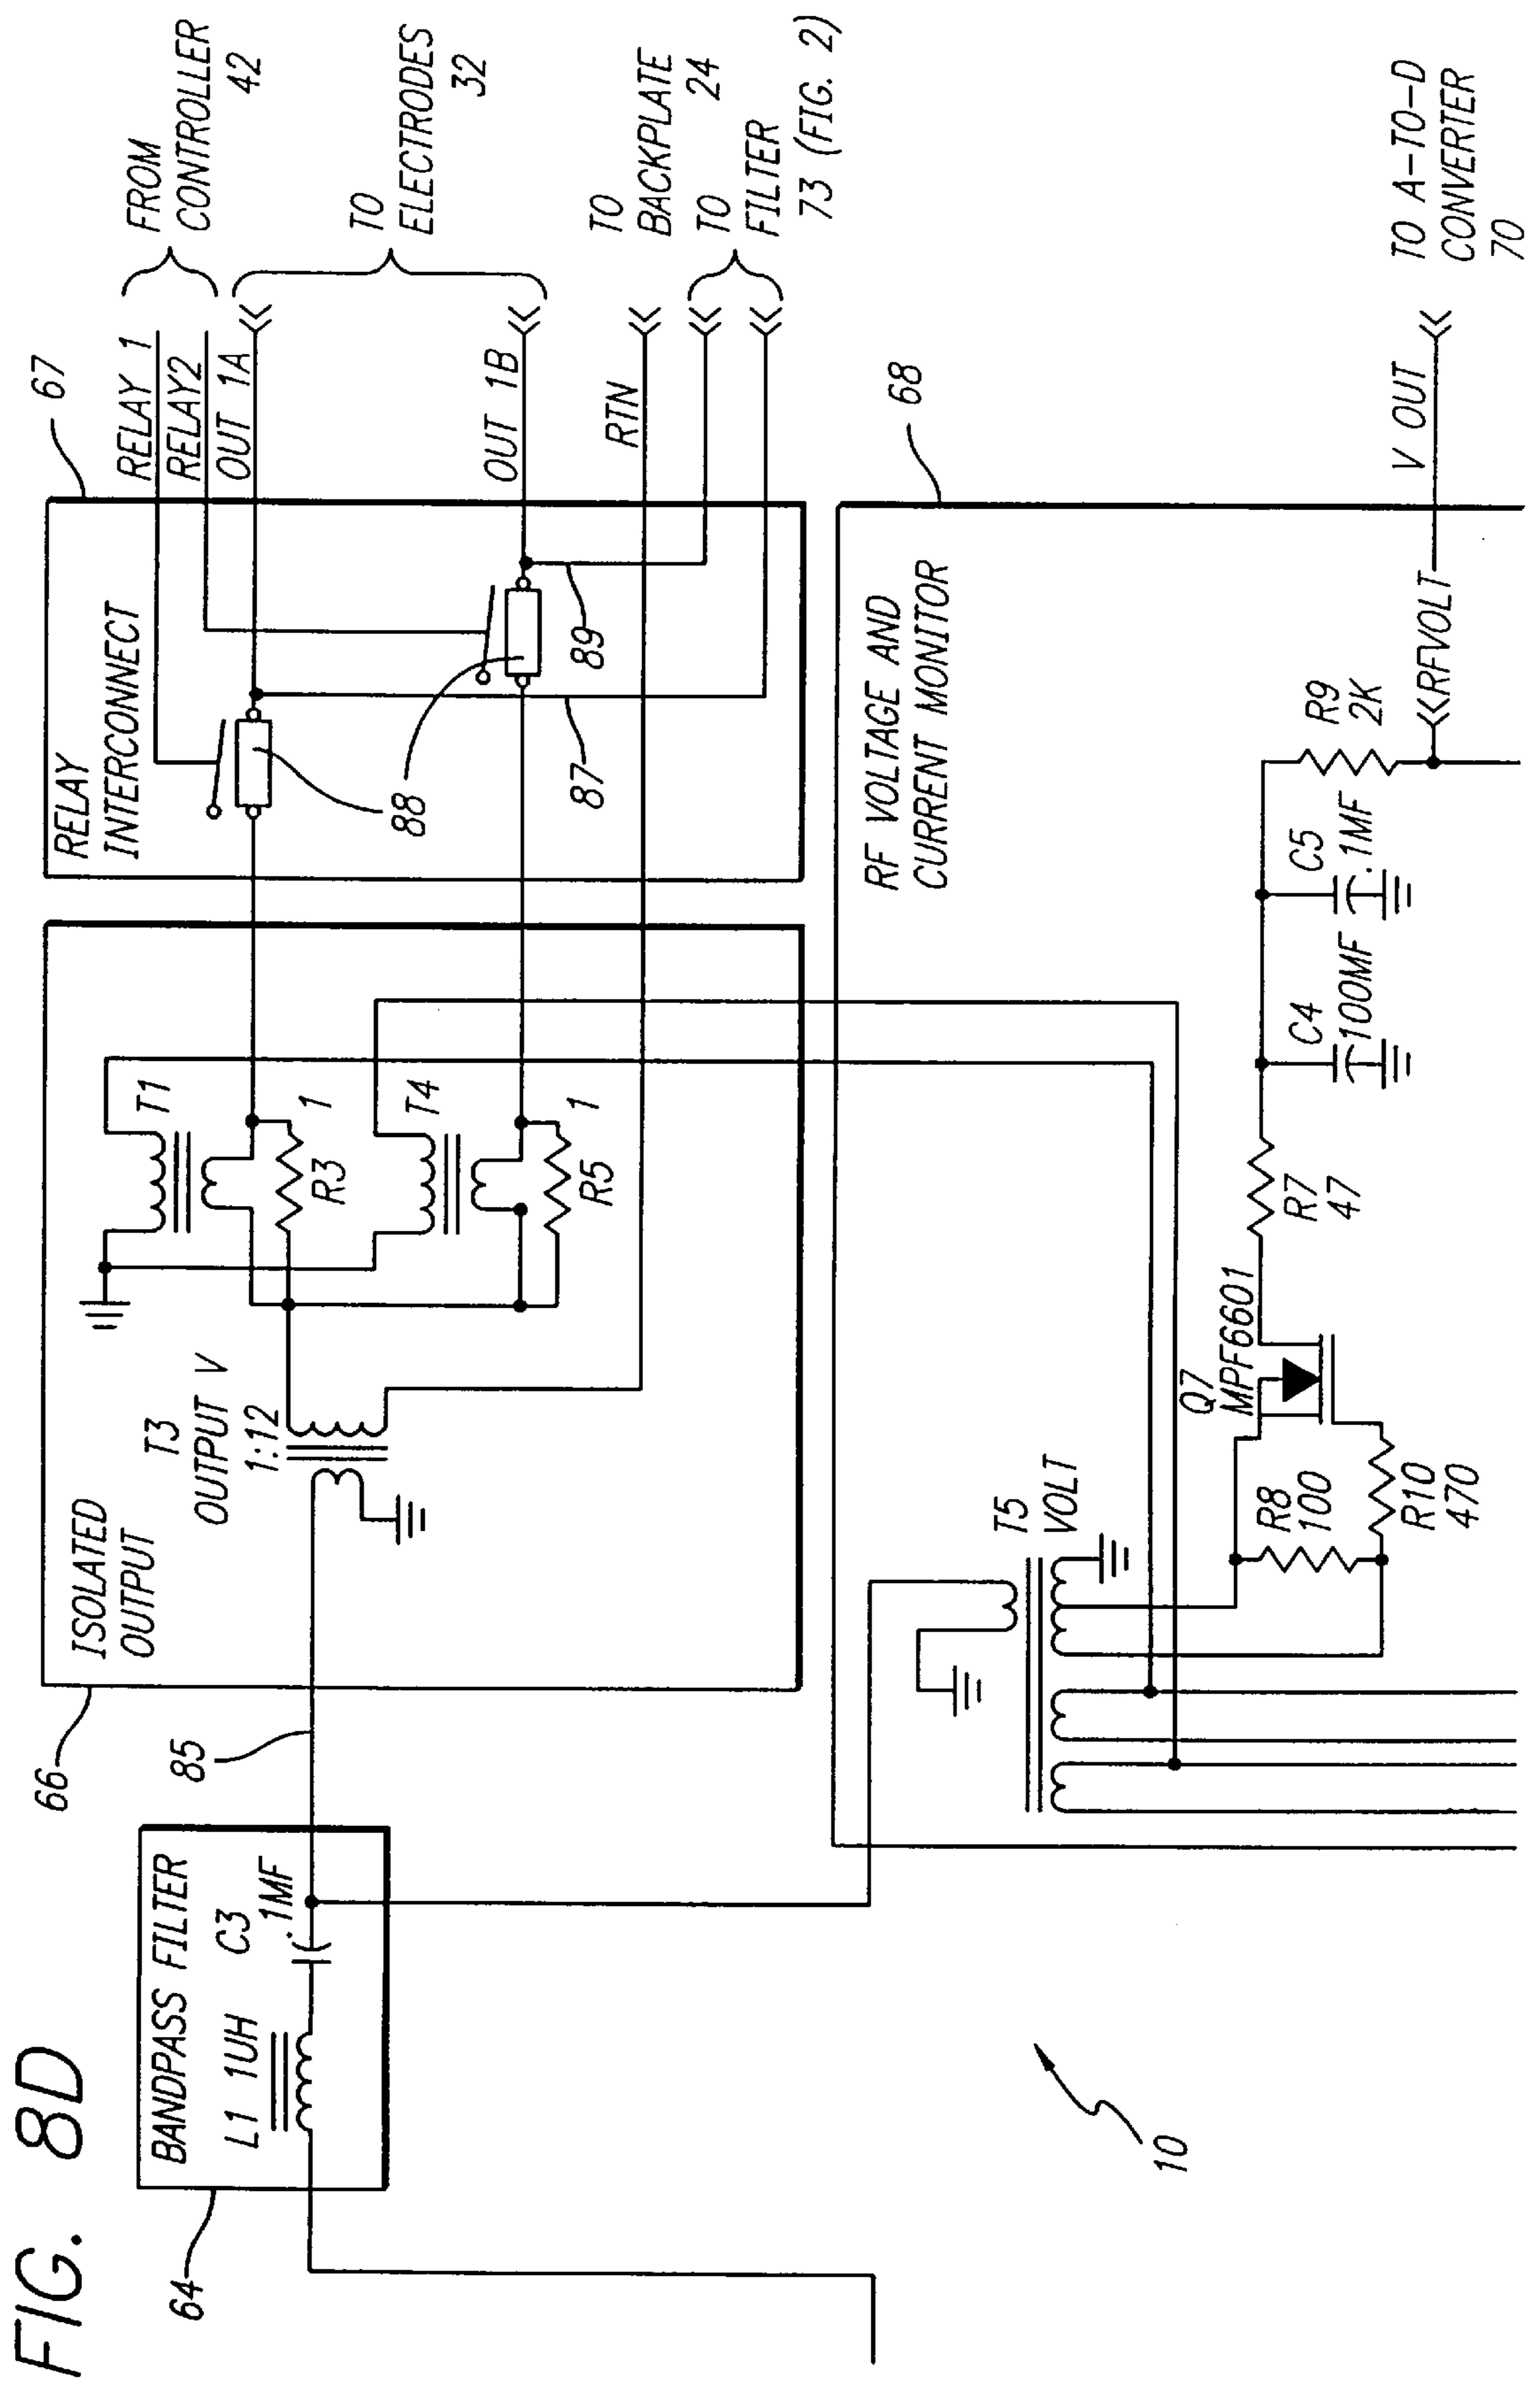 FIG. 8D
64
BANDPASS FILTER
L1 1UH
C3
.1MF
85
66
ISOLATED
OUTPUT
T3
OUTPUT V
1:12
T1
R3
1
T4
R5
1
67
RELAY
INTERCONNECT
88
87
89
RELAY 1
RELAY2
OUT 1A
OUT 1B
RTN
FROM
CONTROLLER
42
TO
ELECTRODES
32
TO
BACKPLATE
24
TO
FILTER
73 (FIG. 2)
68
RF VOLTAGE AND
CURRENT MONITOR
T5
VOLT
R8
100
R10
470
Q7
MPF6601
R7
47
C4
100MF
C5
.1MF
R9
2K
RFVOLT
V OUT
TO A-TO-D
CONVERTER
70
10